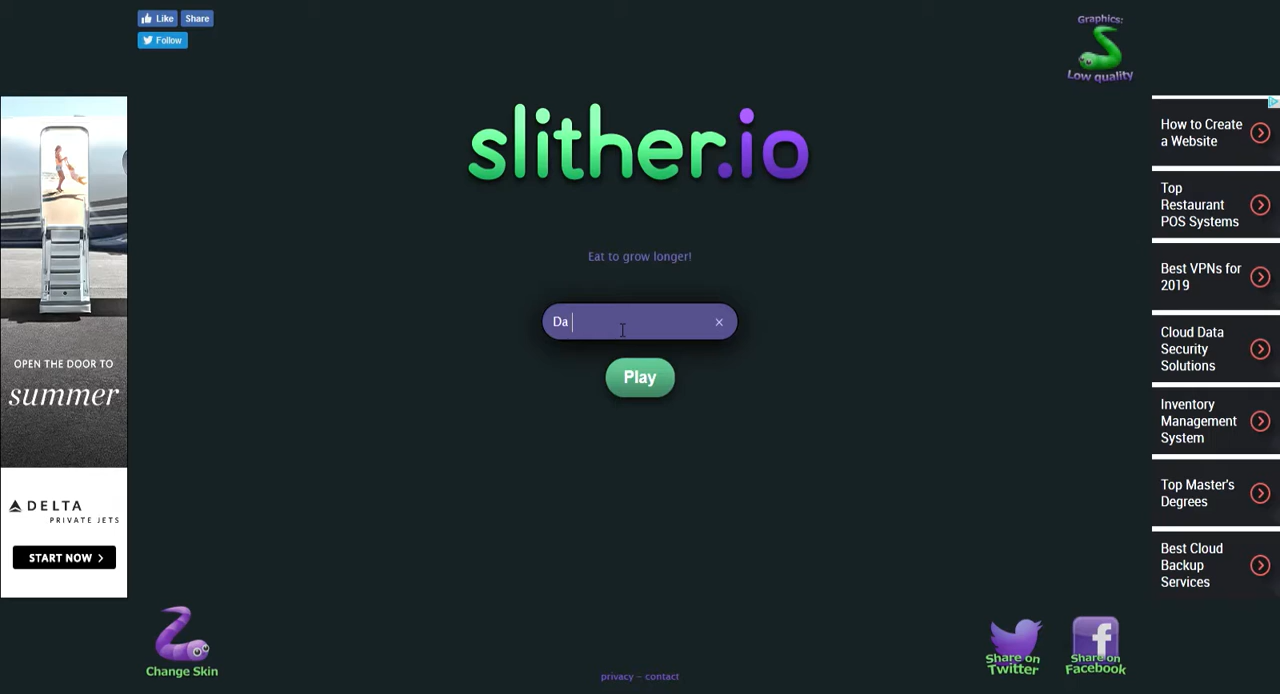 Like Share
Follow
Graphics:
Low quality
slither.io
Eat to grow longer!
Da
Play
OPEN THE DOOR TO
summer
DELTA
PRIVATE JETS
START NOW
How to Create
a Website
Top
Restaurant
POS Systems
Best VPNs for
2019
Cloud Data
Security
Solutions
Inventory
Management
System
Top Master's
Degrees
Best Cloud
Backup
Services
Change Skin
privacy - contact
Share on
Twitter
Share on
Facebook